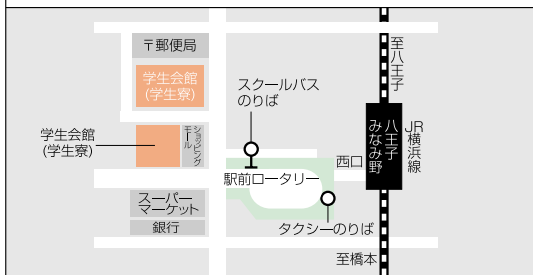 〒郵便局
学生会館
(学生寮)
スクールバス
のりば
至八王子
学生会館
(学生寮)
ショッピング
モール
駅前ロータリー
西口
八王子
みなみ野
JR横浜線
スーパー
マーケット
銀行
タクシーのりば
至橋本